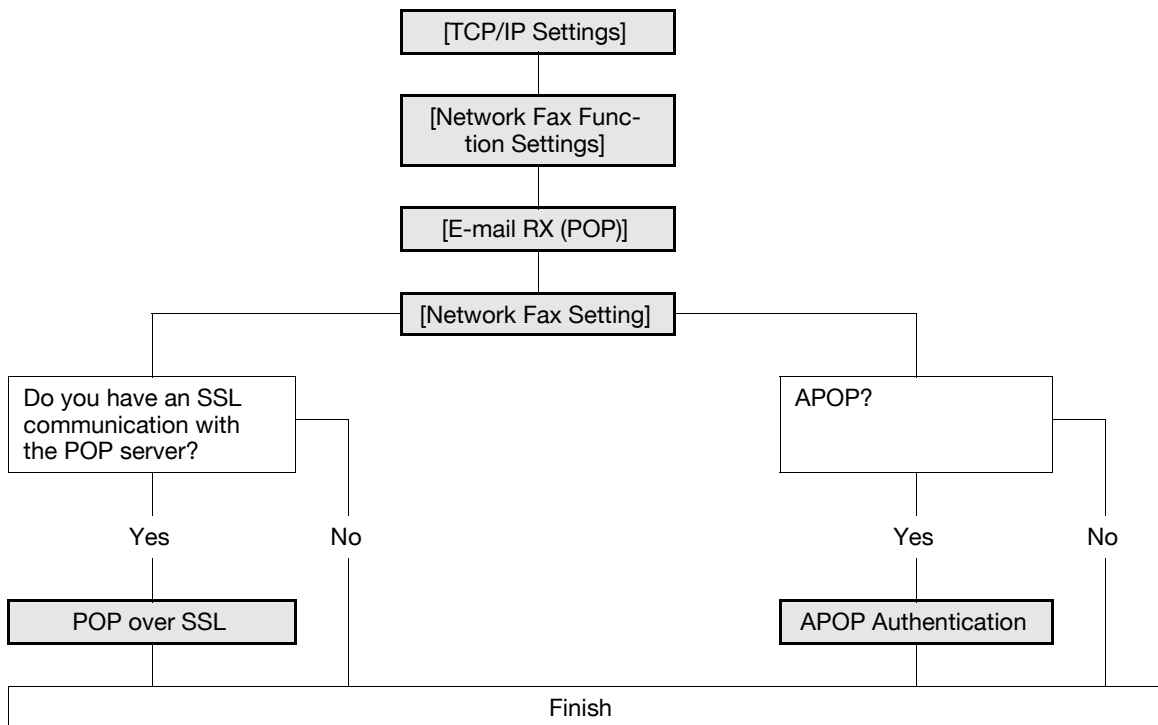 [TCP/IP Settings]
[Network Fax Func-
tion Settings]
[E-mail RX (POP)]
[Network Fax Setting]
Do you have an SSL
communication with
the POP server?
APOP?
Yes
No
Yes
No
POP over SSL
APOP Authentication
Finish